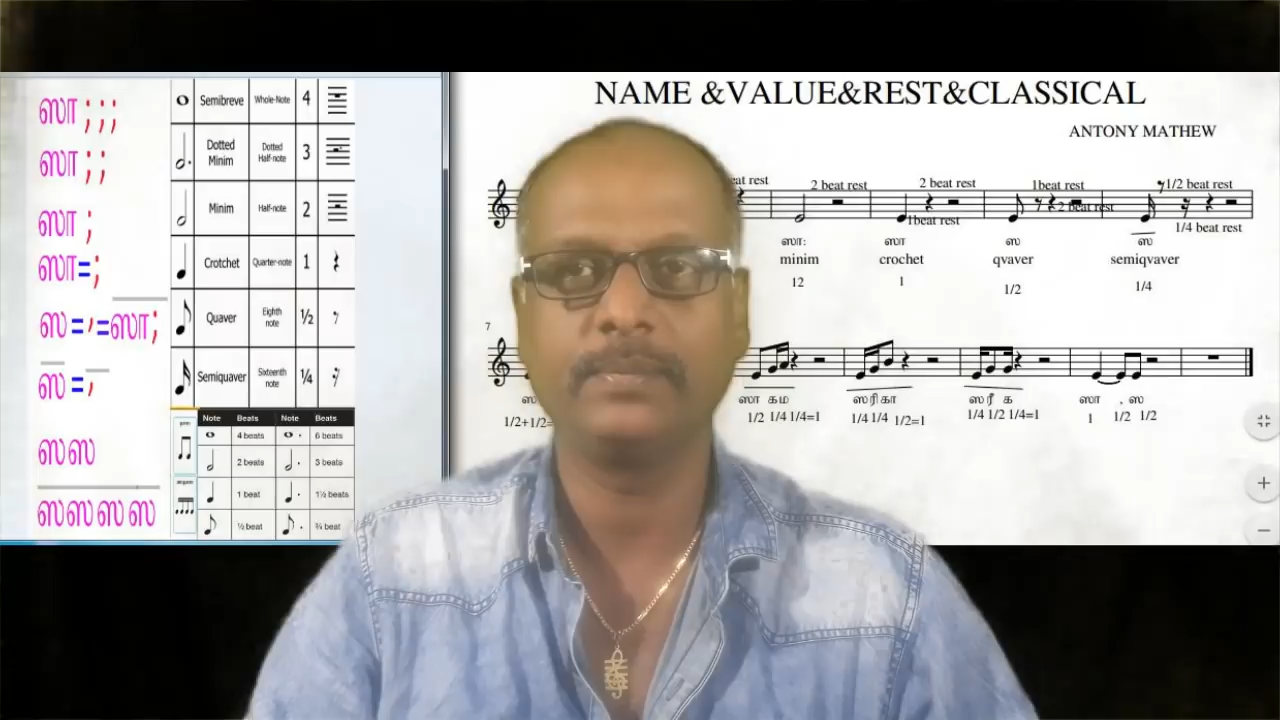 NAME &VALUE&REST&CLASSICAL
ANTONY MATHEW
ஸா ; ; ;
ஸா ; ;
ஸா ;
ஸா=;
ஸ = , =ஸா;
ஸ = ,
ஸஸ
ஸஸஸஸ
Semibreve Whole-Note 4
Dotted Minim Dotted Half-note 3
Minim Half-note 2
Crotchet Quarter-note 1
Quaver Eighth note ½
Semiquaver Sixteenth note ¼
Note Beats Note Beats
4 beats 6 beats
2 beats 3 beats
1 beat 1½ beats
½ beat ¾ beat
beat rest 2 beat rest 2 beat rest 1beat rest 1/2 beat rest
1beat rest 2 beat rest 1/4 beat rest
ஸா: ஸா ஸ ஸ
minim crochet qvaver semiqvaver
12 1 1/2 1/4
7
ஸ ஸா கம ஸரிகா ஸரீ க ஸா , ஸ
1/2+1/2= 1/2 1/4 1/4=1 1/4 1/4 1/2=1 1/4 1/2 1/4=1 1 1/2 1/2